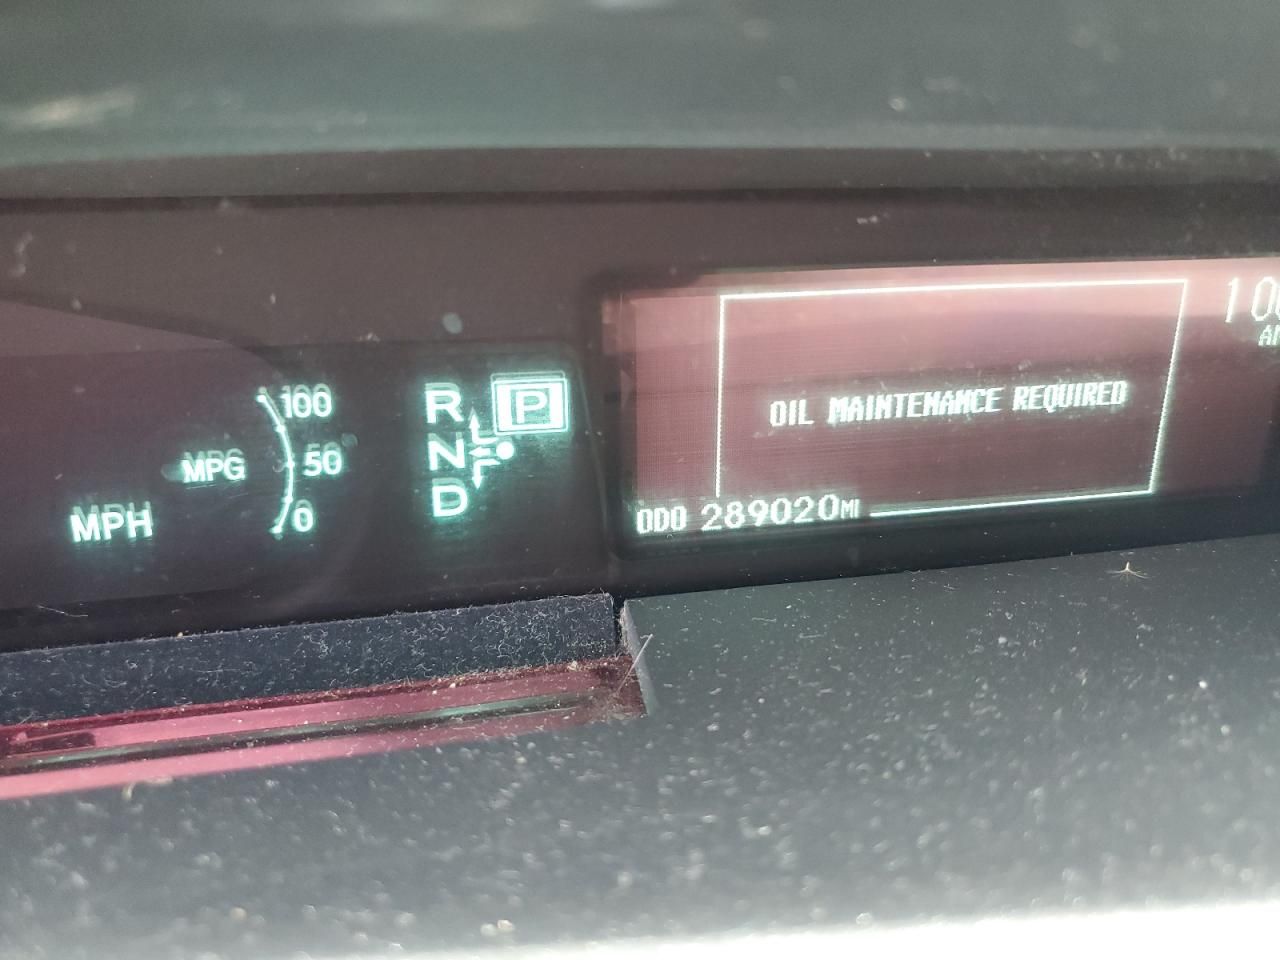 100
50
0
MPG
MPH
R
P
N
D
OIL MAINTENANCE REQUIRED
ODO 289020MI